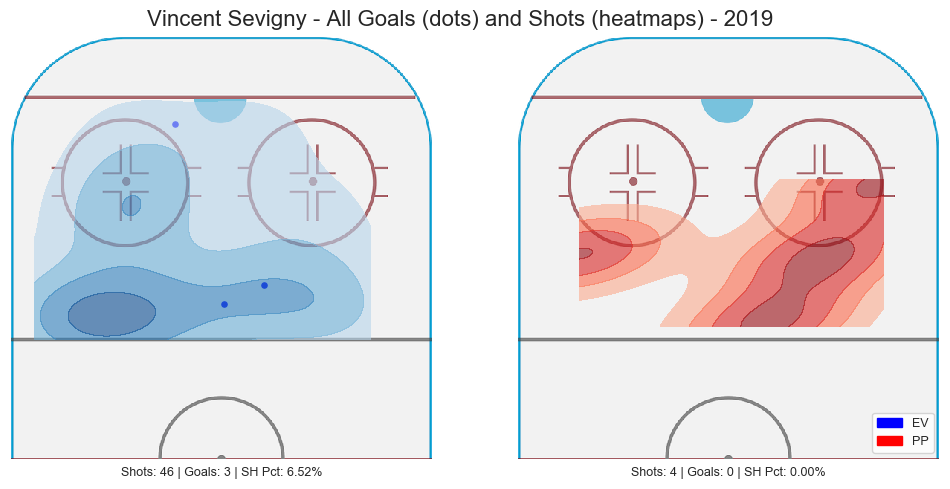 Vincent Sevigny - All Goals (dots) and Shots (heatmaps) - 2019
EV
PP
Shots: 46 | Goals: 3 | SH Pct: 6.52%
Shots: 4 | Goals: 0 | SH Pct: 0.00%